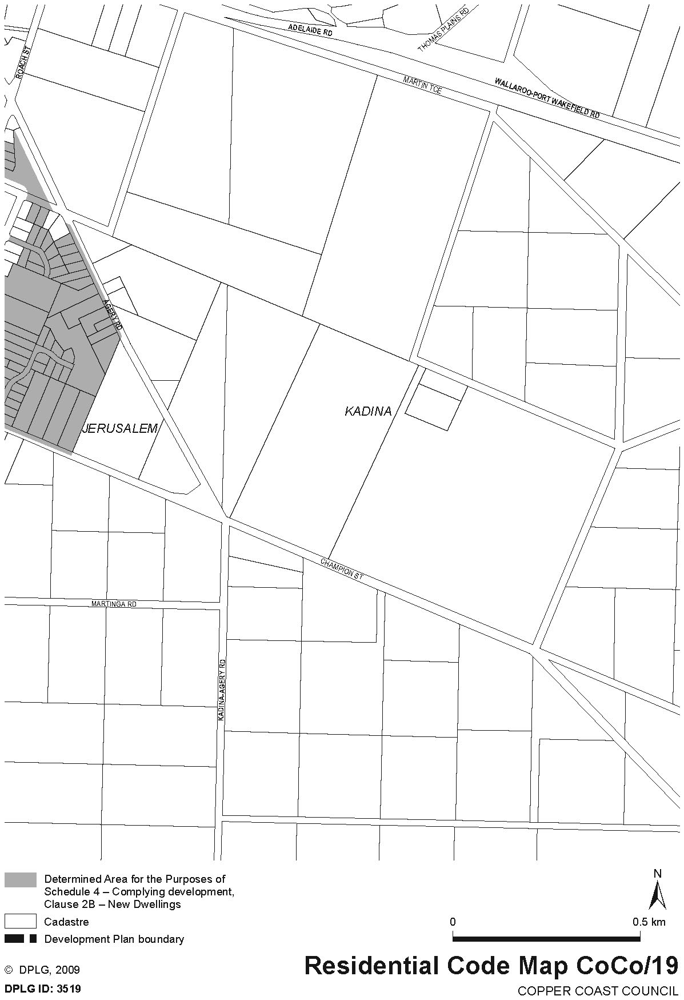 ADELAIDE RD
THOMAS PLAINS RD
ROACH ST
MARTIN TCE
WALLAROO-PORT WAKEFIELD RD
AGERY RD
KADINA
JERUSALEM
CHAMPION ST
MARTINGA RD
KADINA-AGERY RD
Determined Area for the Purposes of
Schedule 4 – Complying development,
Clause 2B – New Dwellings
Cadastre
Development Plan boundary
N
0 0.5 km
© DPLG, 2009
DPLG ID: 3519
Residential Code Map CoCo/19
COPPER COAST COUNCIL